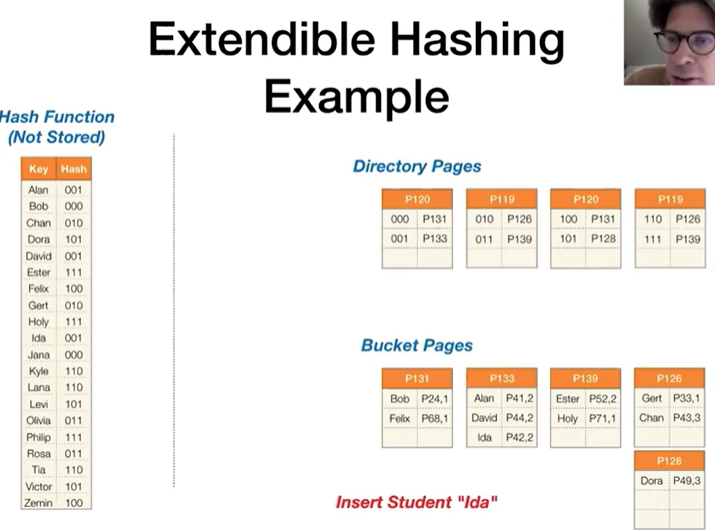 Extendible Hashing
Example
Hash Function
(Not Stored)
Key Hash
Alan 001
Bob 000
Chan 010
Dora 101
David 001
Ester 111
Felix 100
Gert 010
Holy 111
Ida 001
Jana 000
Kyle 110
Lana 110
Levi 101
Olivia 011
Philip 111
Rosa 011
Tia 110
Victor 101
Zemin 100
Directory Pages
P120 P119 P120 P119
000 P131 010 P126 100 P131 110 P126
001 P133 011 P139 101 P128 111 P139
Bucket Pages
P131 P133 P139 P126
Bob P24,1 Alan P41,2 Ester P52,2 Gert P33,1
Felix P68,1 David P44,2 Holy P71,1 Chan P43,3
Ida P42,2
P128
Dora P49,3
Insert Student "Ida"